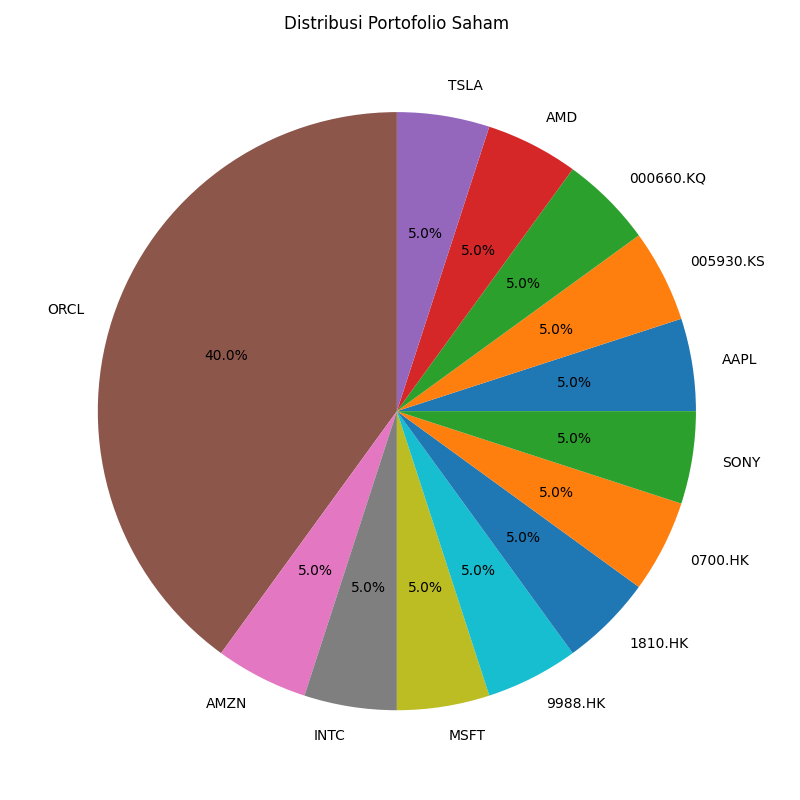 Distribusi Portofolio Saham
TSLA
AMD
000660.KQ
005930.KS
AAPL
ORCL
SONY
0700.HK
1810.HK
9988.HK
MSFT
INTC
AMZN
5.0%
5.0%
5.0%
5.0%
5.0%
40.0%
5.0%
5.0%
5.0%
5.0%
5.0%
5.0%
5.0%